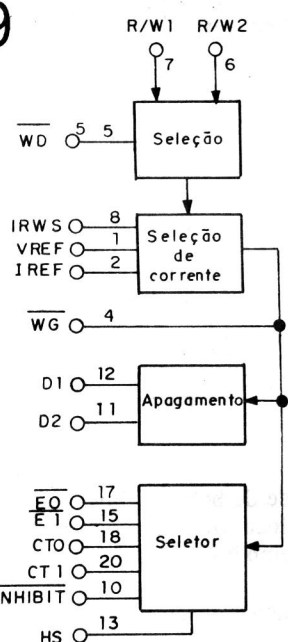 9
R/W1 R/W2
7 6
WD 5 5 Seleção
IRWS 8
VREF 1
IREF 2
Seleção
de
corrente
WG 4
D1 12
D2 11
Apagamento
E0 17
E1 15
CT0 18
CT1 20
NHIBIT 10
Seletor
HS 13